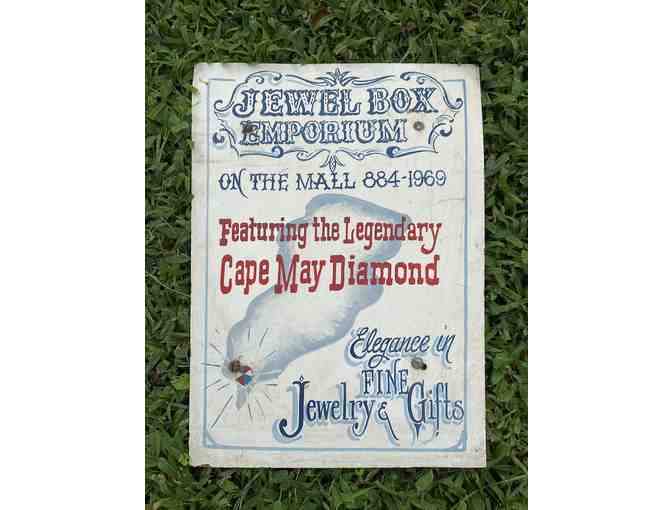 JEWEL BOX
EMPORIUM
ON THE MALL 884-1969
Featuring the Legendary
Cape May Diamond
Elegance in
FINE
Jewelry & Gifts